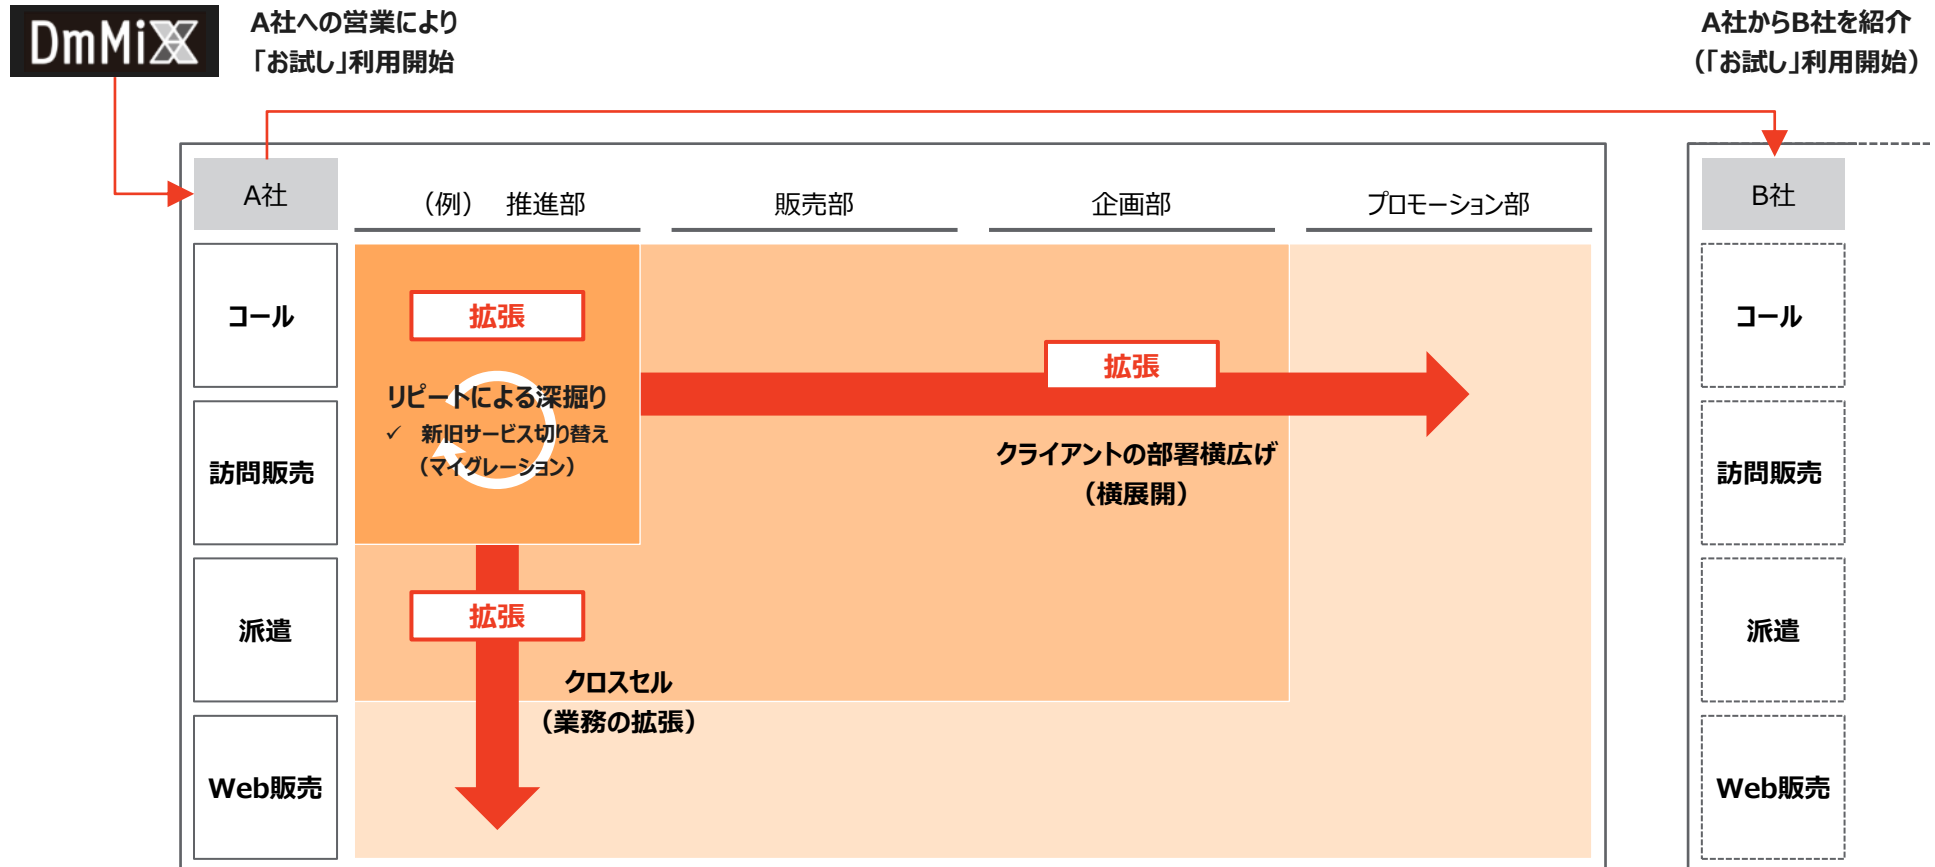 DmMiX
A社への営業により
「お試し」利用開始
A社からB社を紹介
（「お試し」利用開始）
A社
（例）　推進部
販売部
企画部
プロモーション部
B社
コール
拡張
リピートによる深掘り
✓ 新旧サービス切り替え
（マイグレーション）
拡張
クライアントの部署横広げ
（横展開）
コール
訪問販売
訪問販売
派遣
拡張
クロスセル
（業務の拡張）
派遣
Web販売
Web販売